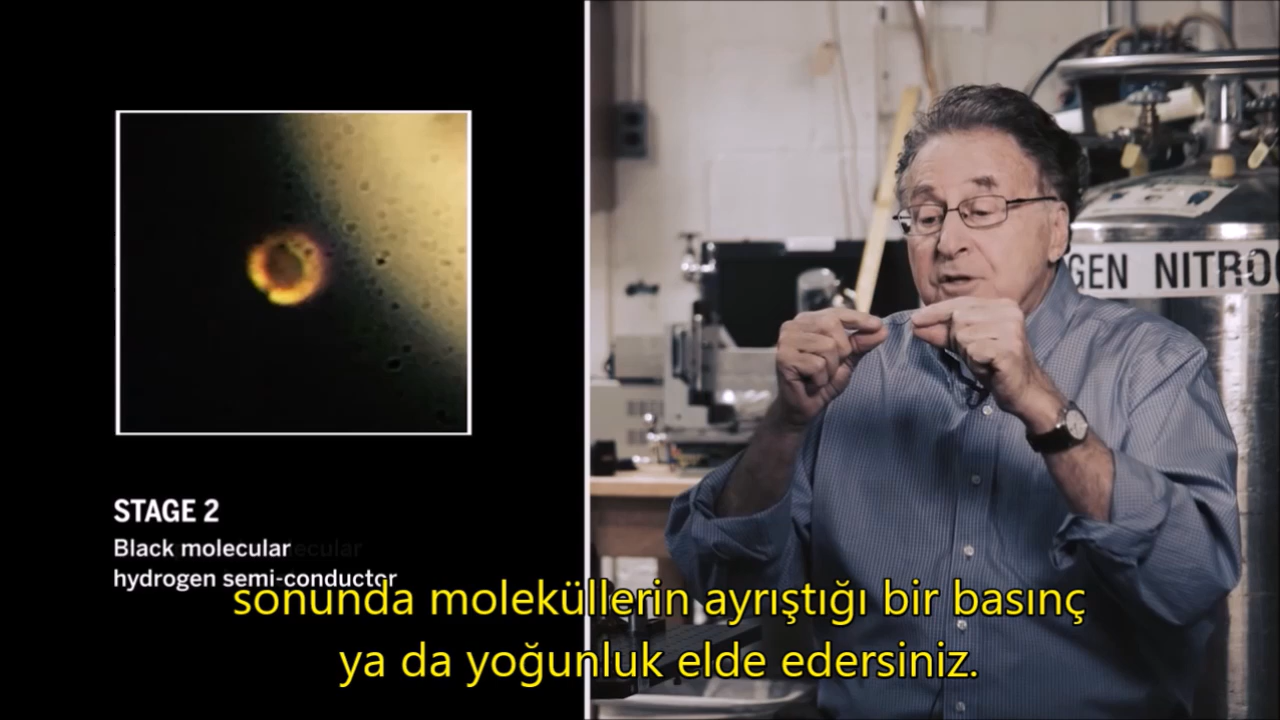 GEN NITRO
STAGE 2
Black molecular
hydrogen semi-conductor
sonunda moleküllerin ayrıştığı bir basınç
ya da yoğunluk elde edersiniz.